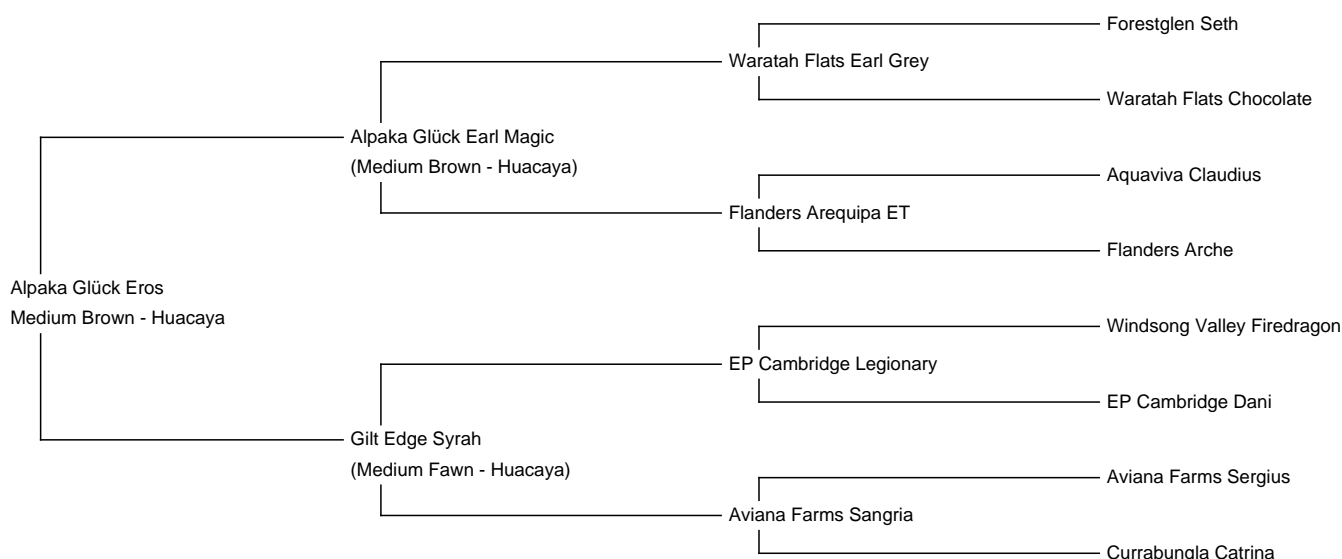 Forestglen Seth
Waratah Flats Earl Grey
Waratah Flats Chocolate
Alpaka Glück Earl Magic
(Medium Brown - Huacaya)
Aquaviva Claudius
Flanders Arequipa ET
Flanders Arche
Alpaka Glück Eros
Medium Brown - Huacaya
Windsong Valley Firedragon
EP Cambridge Legionary
EP Cambridge Dani
Gilt Edge Syrah
(Medium Fawn - Huacaya)
Aviana Farms Sergius
Aviana Farms Sangria
Currabungla Catrina